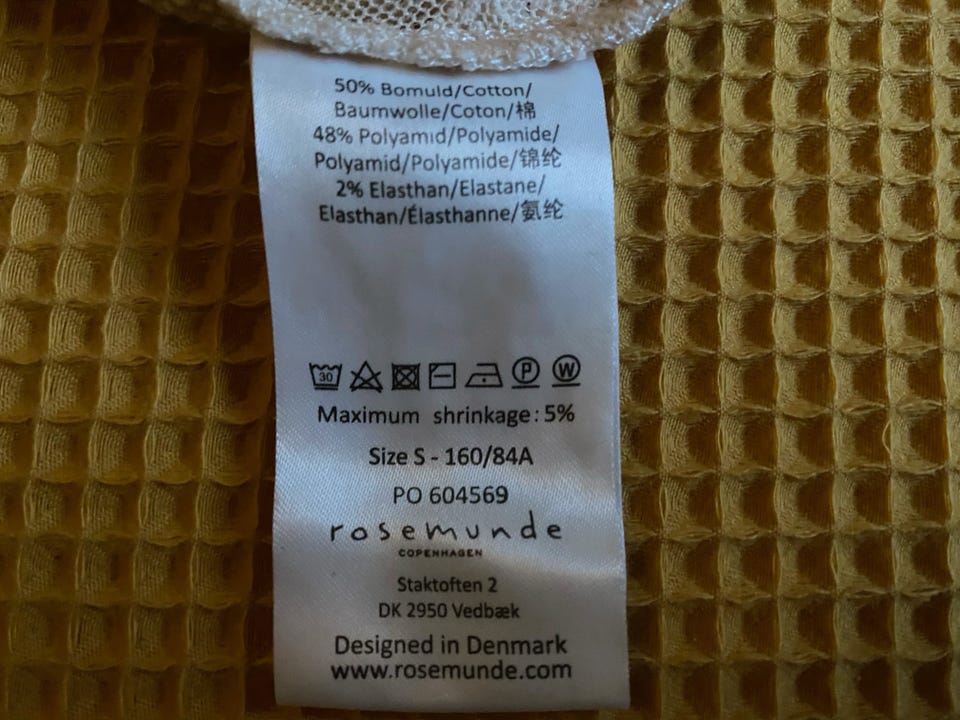 50% Bomuld/Cotton/
Baumwolle/Coton/棉
48% Polyamid/Polyamide/
Polyamid/Polyamide/锦纶
2% Elasthan/Elastane/
Elasthan/Élasthanne/氨纶
30 P W
Maximum shrinkage: 5%
Size S - 160/84A
PO 604569
rosemunde
COPENHAGEN
Staktoften 2
DK 2950 Vedbæk
Designed in Denmark
www.rosemunde.com